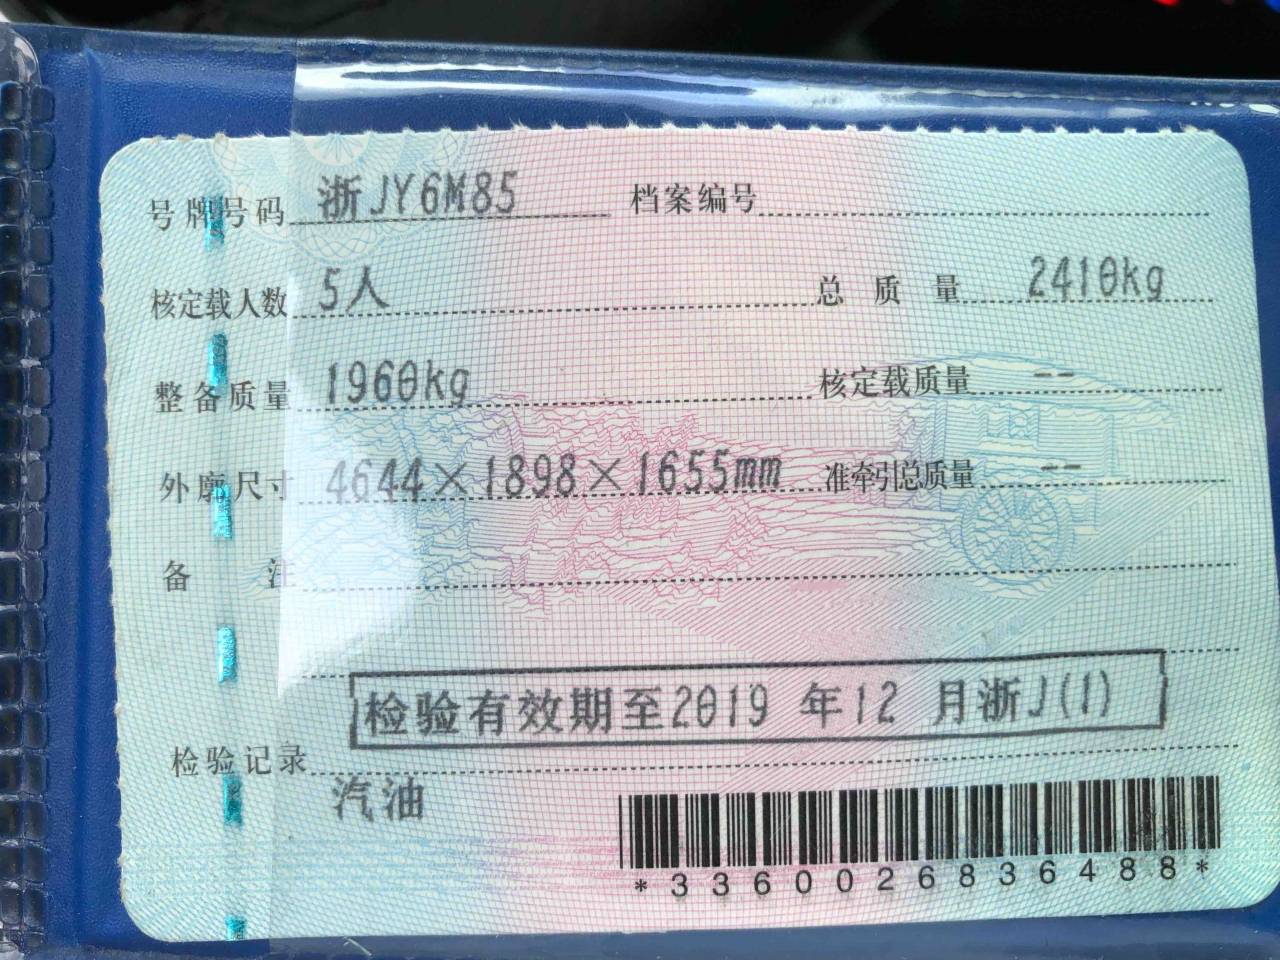 号牌号码 浙JY6M85 档案编号
核定载人数 5人 总质量 2410kg
整备质量 1960kg 核定载质量 --
外廓尺寸 4644×1898×1655mm 准牵引总质量 --
备注
检验有效期至2019 年12 月浙J(1)
检验记录
汽油
*3360026836488*